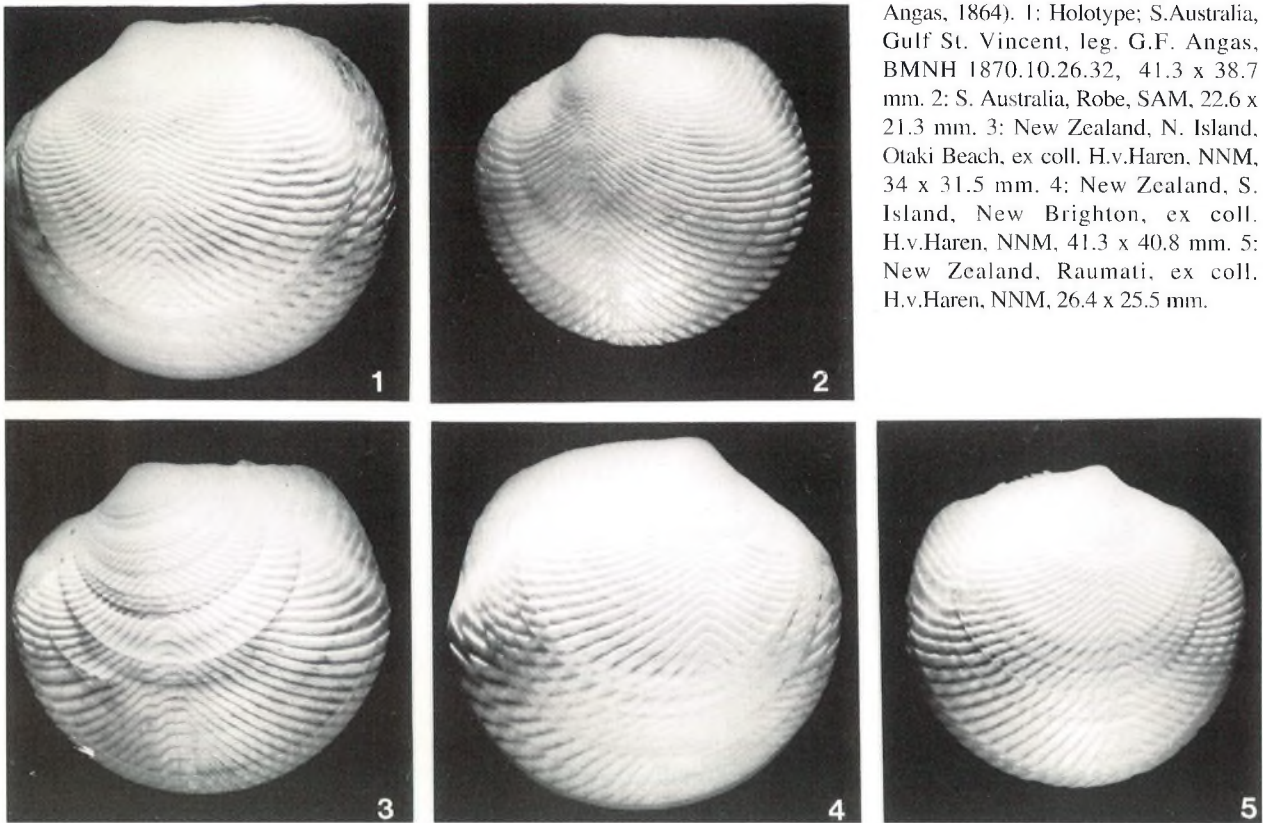 Angas, 1864). 1: Holotype; S.Australia,
Gulf St. Vincent, leg. G.F. Angas,
BMNH 1870.10.26.32, 41.3 x 38.7
mm. 2: S. Australia, Robe, SAM, 22.6 x
21.3 mm. 3: New Zealand, N. Island,
Otaki Beach, ex coll. H.v.Haren, NNM,
34 x 31.5 mm. 4: New Zealand, S.
Island, New Brighton, ex coll.
H.v.Haren, NNM, 41.3 x 40.8 mm. 5:
New Zealand, Raumati, ex coll.
H.v.Haren, NNM, 26.4 x 25.5 mm.
1
2
3
4
5